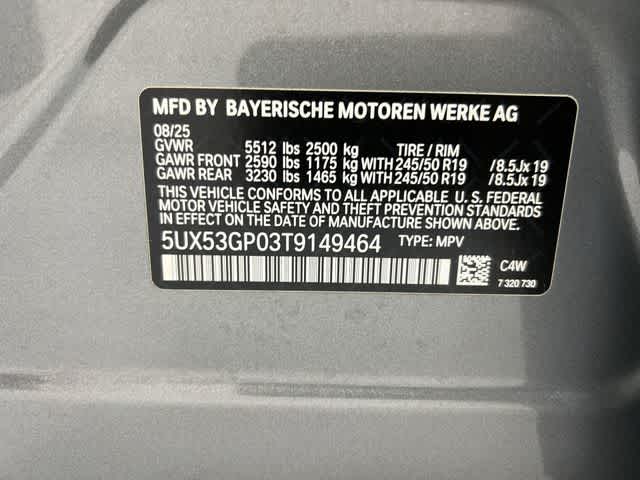 MFD BY BAYERISCHE MOTOREN WERKE AG
08/25
GVWR 5512 lbs 2500 kg TIRE / RIM
GAWR FRONT 2590 lbs 1175 kg WITH 245/50 R19 /8.5Jx 19
GAWR REAR 3230 lbs 1465 kg WITH 245/50 R19 /8.5Jx 19
THIS VEHICLE CONFORMS TO ALL APPLICABLE U. S. FEDERAL
MOTOR VEHICLE SAFETY AND THEFT PREVENTION STANDARDS
IN EFFECT ON THE DATE OF MANUFACTURE SHOWN ABOVE.
5UX53GP03T9149464 TYPE: MPV
C4W
7 320 730